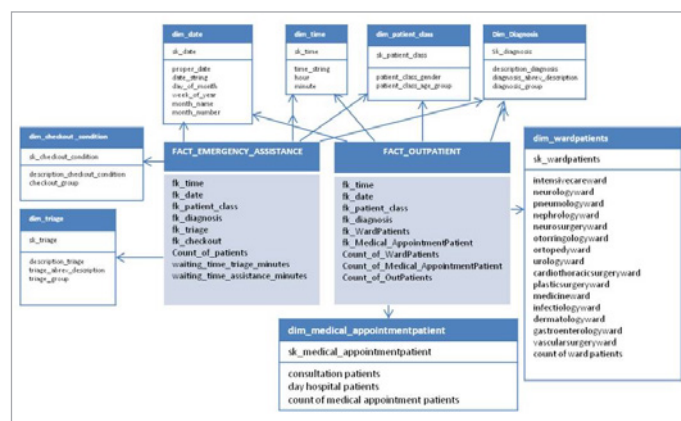 dim_date
sk_date
proper_date
date_string
day_of_month
week_of_year
month_name
month_number
dim_time
sk_time
time_string
hour
minute
dim_patient_class
sk_patient_class
patient_class_gender
patient_class_age_group
Dim_Diagnosis
Sk_diagnosis
description_diagnosis
diagnosis_abrev_description
diagnosis_group
dim_checkout_condition
sk_checkout_condition
description_checkout_condition
checkout_group
dim_triage
sk_triage
description_triage
triage_abrev_description
triage_group
FACT_EMERGENCY_ASSISTANCE
fk_time
fk_date
fk_patient_class
fk_diagnosis
fk_triage
fk_checkout
Count_of_patients
waiting_time_triage_minutes
waiting_time_assistance_minutes
FACT_OUTPATIENT
fk_time
fk_date
fk_patient_class
fk_diagnosis
fk_WardPatients
fk_Medical_AppointmentPatient
Count_of_WardPatients
Count_of_Medical_AppointmentPatient
Count_of_OutPatients
dim_wardpatients
sk_wardpatients
intensivecareward
neurologyward
pneumologyward
nephrologyward
neurosurgeryward
otorringologyward
ortopedyward
urologyward
cardiothoracicsurgeryward
plasticsurgeryward
medicineward
infectiologyward
dermatologyward
gastroenterologyward
vascularsurgeryward
count of ward patients
dim_medical_appointmentpatient
sk_medical_appointmentpatient
consultation patients
day hospital patients
count of medical appointment patients